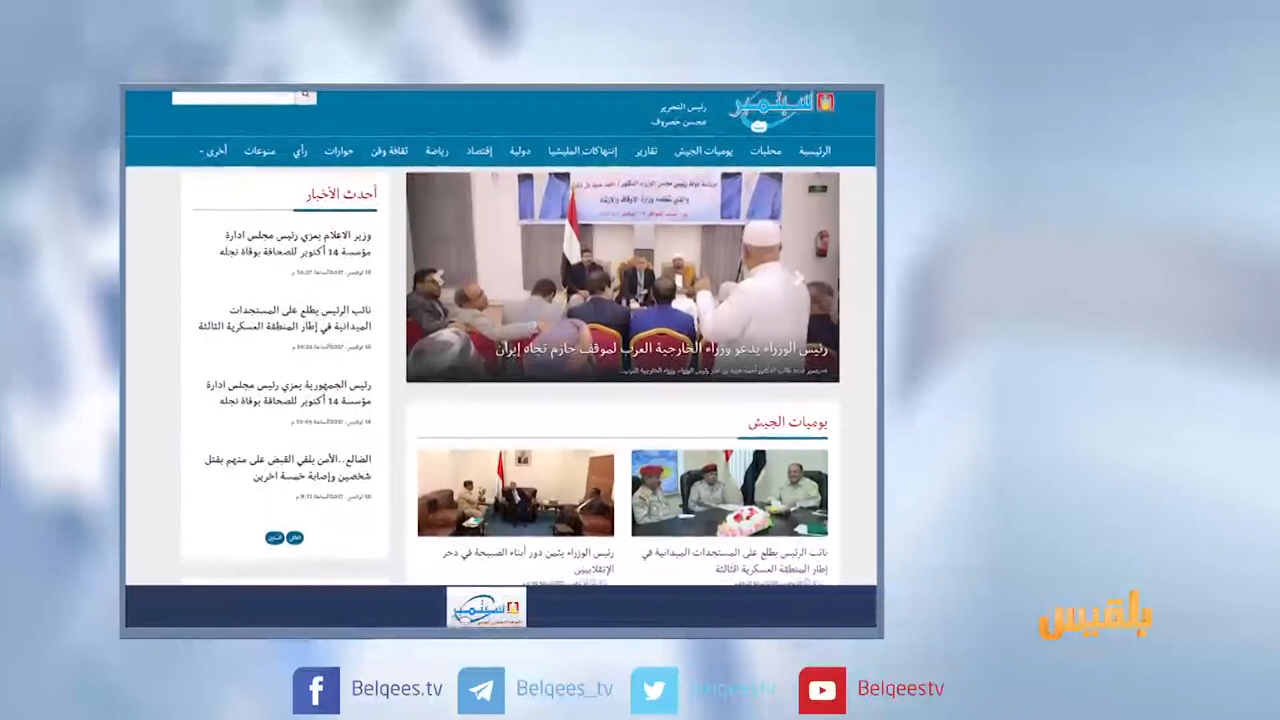 سبتمبر
رئيس التحرير
محسن خصروف
الرئيسية
محليات
يوميات الجيش
تقارير
إنتهاكات المليشيا
دولية
إقتصاد
رياضة
ثقافة وفن
حوارات
رأي
منوعات
أخرى
رئيس الوزراء يدعو وزراء الخارجية العرب لموقف حازم تجاه إيران
أحدث الأخبار
وزير الاعلام يعزي رئيس مجلس ادارة
مؤسسة 14 أكتوبر للصحافة بوفاة نجله
نائب الرئيس يطلع على المستجدات
الميدانية في إطار المنطقة العسكرية الثالثة
رئيس الجمهورية يعزي رئيس مجلس ادارة
مؤسسة 14 أكتوبر للصحافة بوفاة نجله
الضالع..الأمن يلقي القبض على متهم بقتل
شخصين وإصابة خمسة اخرين
يوميات الجيش
نائب الرئيس يطلع على المستجدات الميدانية في
إطار المنطقة العسكرية الثالثة
رئيس الوزراء يثمن دور أبناء الصبيحة في دحر
الإنقلابيين
سبتمبر
بلقيس
Belqees.tv
Belqees_tv
belqeestv
Belqeestv